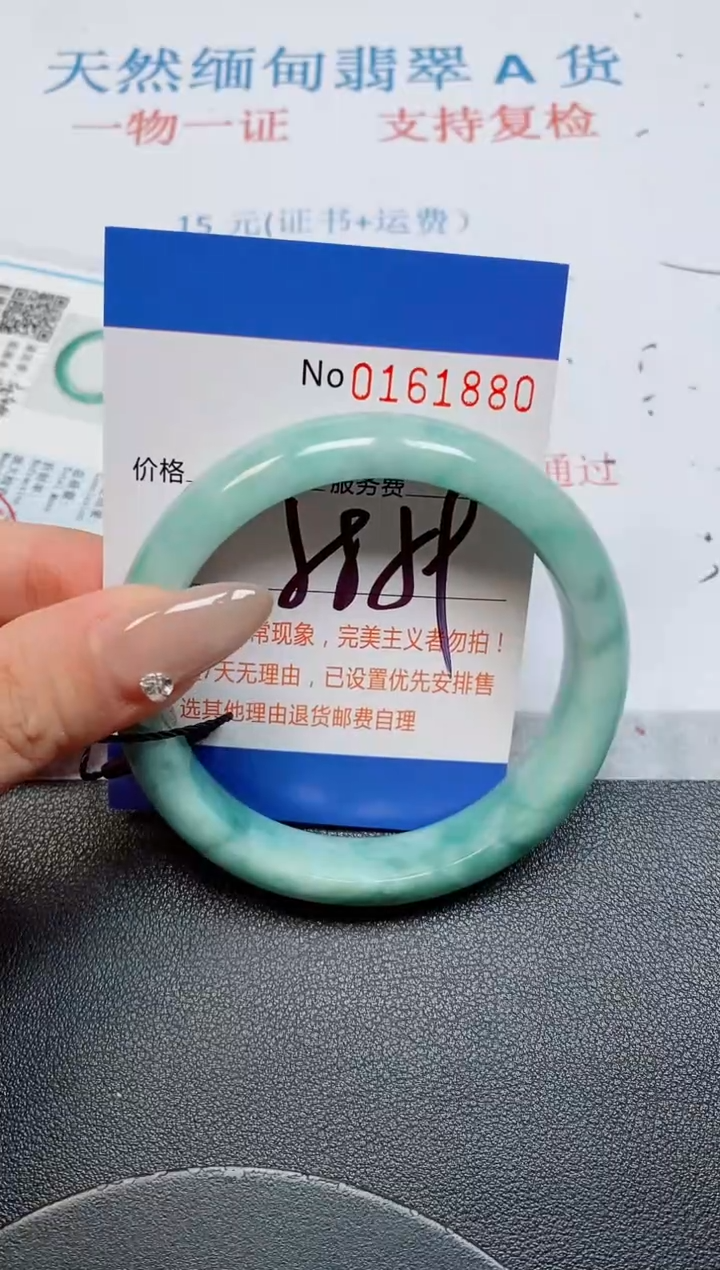 天然缅甸翡翠 A 货
一物一证 支持复检
15 元(证书+运费)
No 0161880
通过
价格 服务费
常现象，完美主义者勿拍！
7天无理由，已设置优先安排售
选其他理由退货邮费自理